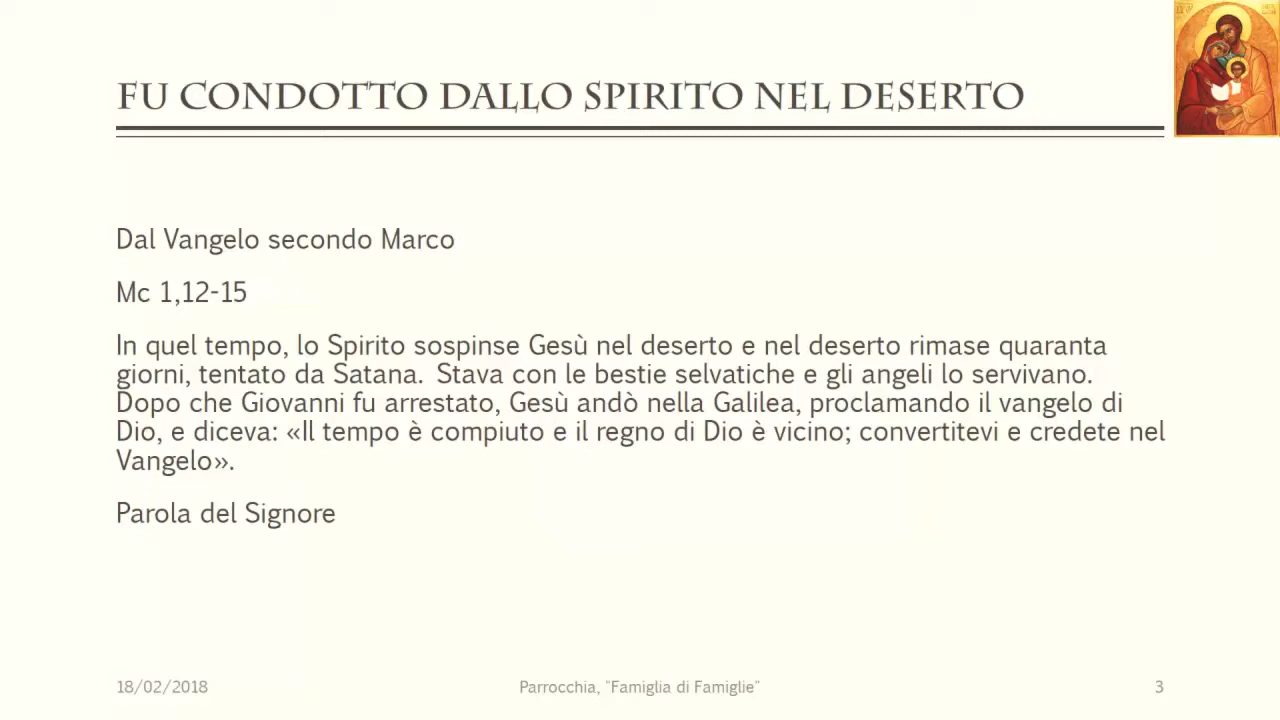 FU CONDOTTO DALLO SPIRITO NEL DESERTO
Dal Vangelo secondo Marco
Mc 1,12-15
In quel tempo, lo Spirito sospinse Gesù nel deserto e nel deserto rimase quaranta
giorni, tentato da Satana.  Stava con le bestie selvatiche e gli angeli lo servivano.
Dopo che Giovanni fu arrestato, Gesù andò nella Galilea, proclamando il vangelo di
Dio, e diceva: «Il tempo è compiuto e il regno di Dio è vicino; convertitevi e credete nel
Vangelo».
Parola del Signore
18/02/2018
Parrocchia, "Famiglia di Famiglie"
3